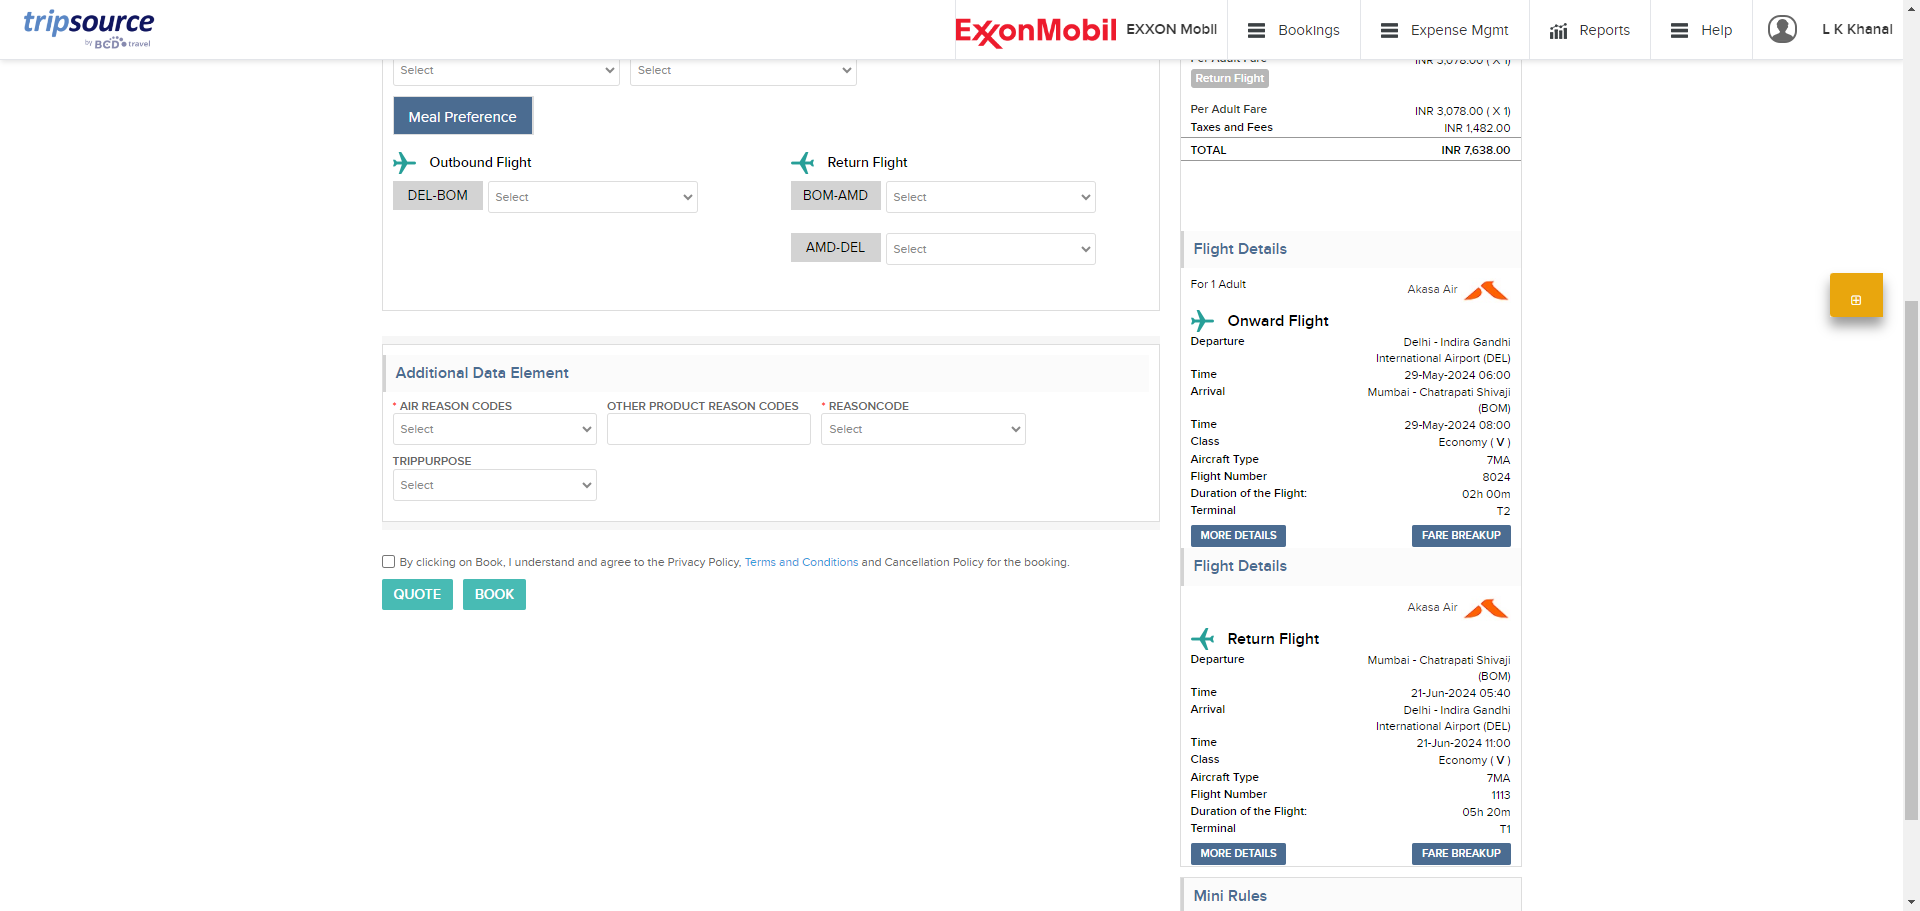 tripsource
by BCD travel
ExxonMobil EXXON Mobil
Bookings
Expense Mgmt
Reports
Help
L K Khanal
Select
Select
Meal Preference
Outbound Flight
DEL-BOM Select
Return Flight
BOM-AMD Select
AMD-DEL Select
Additional Data Element
* AIR REASON CODES
Select
OTHER PRODUCT REASON CODES
* REASONCODE
Select
TRIPPURPOSE
Select
By clicking on Book, I understand and agree to the Privacy Policy, Terms and Conditions and Cancellation Policy for the booking.
QUOTE BOOK
Per Adult Fare INR 3,078.00 ( X 1)
Return Flight
Per Adult Fare INR 3,078.00 ( X 1)
Taxes and Fees INR 1,482.00
TOTAL INR 7,638.00
Flight Details
For 1 Adult Akasa Air
Onward Flight
Departure Delhi - Indira Gandhi
International Airport (DEL)
Time 29-May-2024 06:00
Arrival Mumbai - Chatrapati Shivaji
(BOM)
Time 29-May-2024 08:00
Class Economy ( V )
Aircraft Type 7MA
Flight Number 8024
Duration of the Flight: 02h 00m
Terminal T2
MORE DETAILS FARE BREAKUP
Flight Details
Akasa Air
Return Flight
Departure Mumbai - Chatrapati Shivaji
(BOM)
Time 21-Jun-2024 05:40
Arrival Delhi - Indira Gandhi
International Airport (DEL)
Time 21-Jun-2024 11:00
Class Economy ( V )
Aircraft Type 7MA
Flight Number 1113
Duration of the Flight: 05h 20m
Terminal T1
MORE DETAILS FARE BREAKUP
Mini Rules